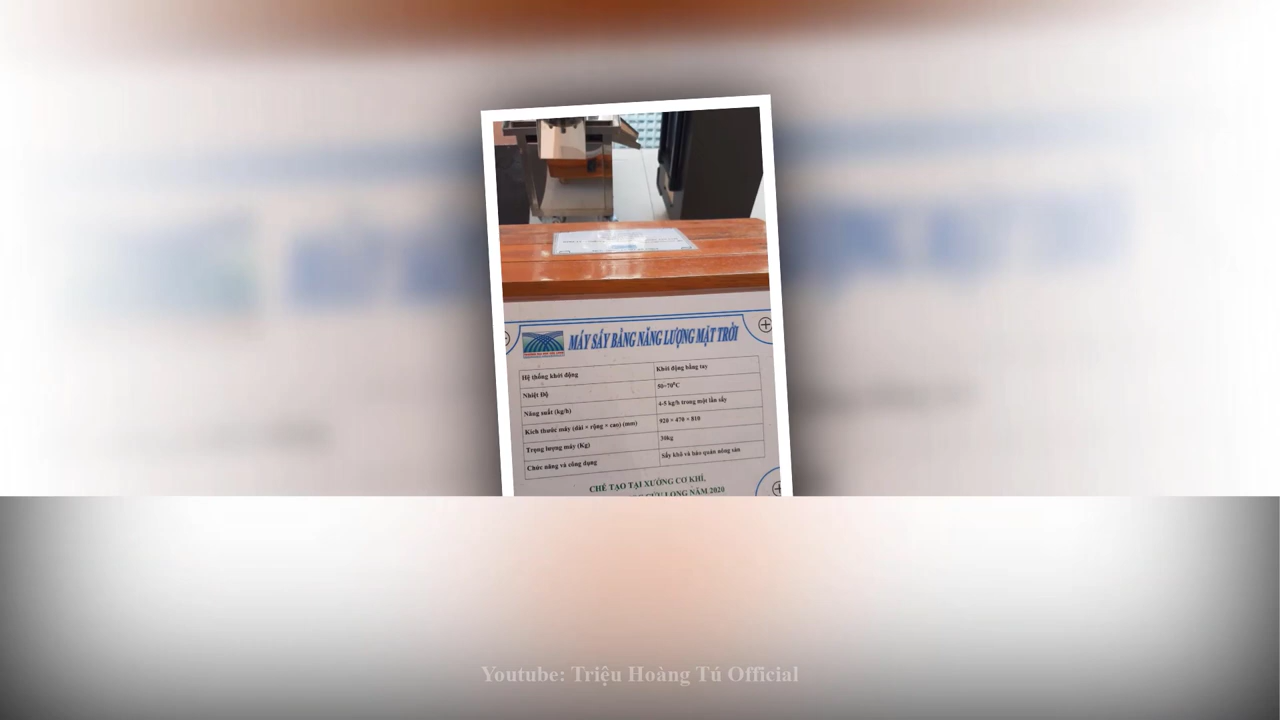 MÁY SẤY BẰNG NĂNG LƯỢNG MẶT TRỜI
Hệ thống khởi động Khởi động bằng tay
Nhiệt Độ 50~70⁰C
Năng suất (kg/h) 4-5 kg/h trong một lần sấy
Kích thước máy (dài × rộng × cao) (mm) 920 × 470 × 810
Trọng lượng máy (Kg) 30kg
Chức năng và công dụng Sấy khô và bảo quản nông sản
CHẾ TẠO TẠI XƯỞNG CƠ KHÍ.
CỬU LONG NĂM 2020
Youtube: Triệu Hoàng Tú Official